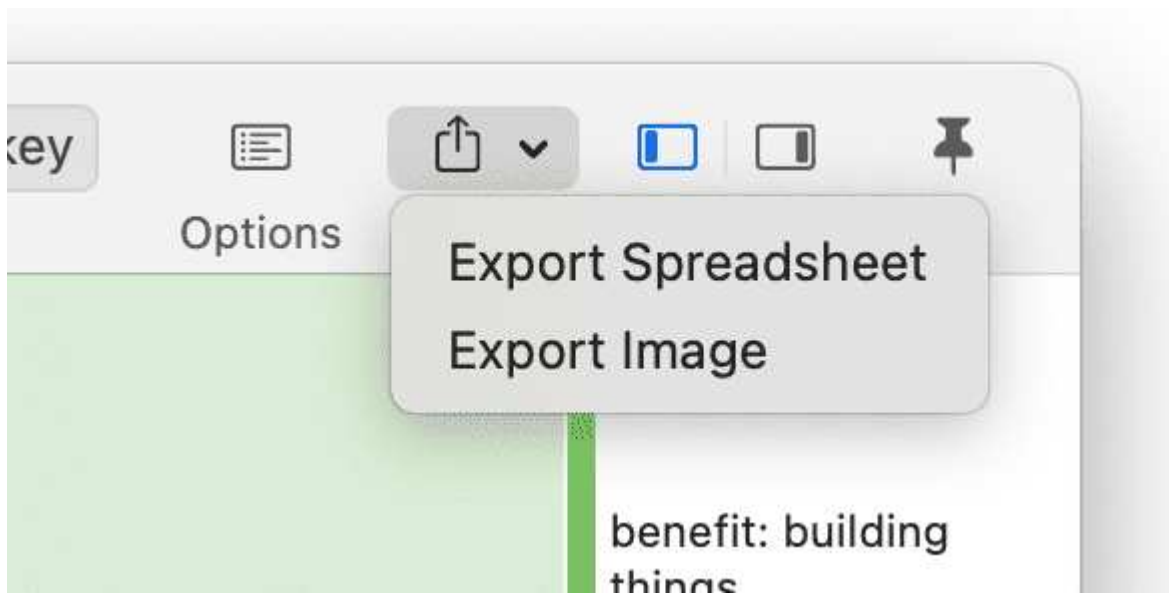 key
Options
Export Spreadsheet
Export Image
benefit: building
things